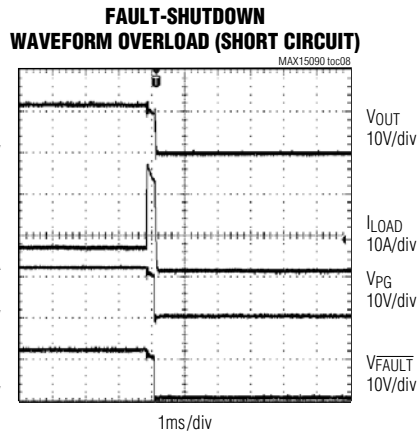 FAULT-SHUTDOWN
WAVEFORM OVERLOAD (SHORT CIRCUIT)
MAX15090 toc08
VOUT
10V/div
ILOAD
10A/div
VPG
10V/div
VFAULT
10V/div
1ms/div